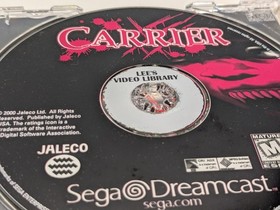 CARRIER
LEE'S
VIDEO LIBRARY
© 2000 Jaleco Ltd. All Rights
Reserved. Published by Jaleco
USA. The ratings icon is a
trademark of the Interactive
Digital Software Association.
JALECO
MATURE
M
Sega Dreamcast
sega.com